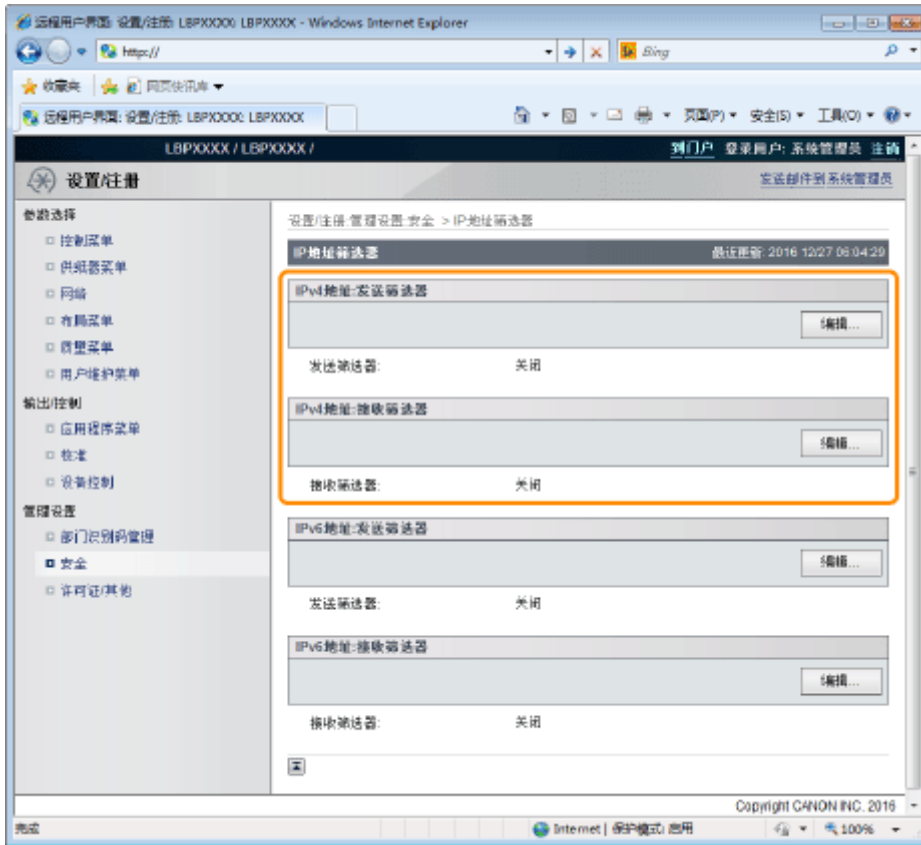 远程用户界面: 设置/注册: LBPXXXX: LBPXXXX - Windows Internet Explorer
http://
Bing
收藏夹 网页快讯库
远程用户界面: 设置/注册: LBPXXXX: LBPXXXX
页面(P) 安全(S) 工具(O)
LBPXXXX / LBPXXXX /
到门户 登录用户: 系统管理员 注销
设置/注册
发送邮件到系统管理员
参数选择
控制菜单
供纸器菜单
网络
布局菜单
质量菜单
用户维护菜单
输出/控制
应用程序菜单
校准
设备控制
管理设置
部门识别码管理
安全
许可证/其他
设置/注册:管理设置:安全 > IP地址筛选器
IP地址筛选器
最近更新: 2016 12/27 06:04:29
IPv4地址:发送筛选器
编辑...
发送筛选器: 关闭
IPv4地址:接收筛选器
编辑...
接收筛选器: 关闭
IPv6地址:发送筛选器
编辑...
发送筛选器: 关闭
IPv6地址:接收筛选器
编辑...
接收筛选器: 关闭
Copyright CANON INC. 2016
完成
Internet | 保护模式: 启用
100%